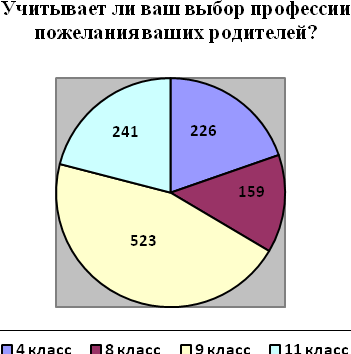 Учитывает ли ваш выбор профессии
пожелания ваших родителей?
241
226
159
523
4 класс 8 класс 9 класс 11 класс